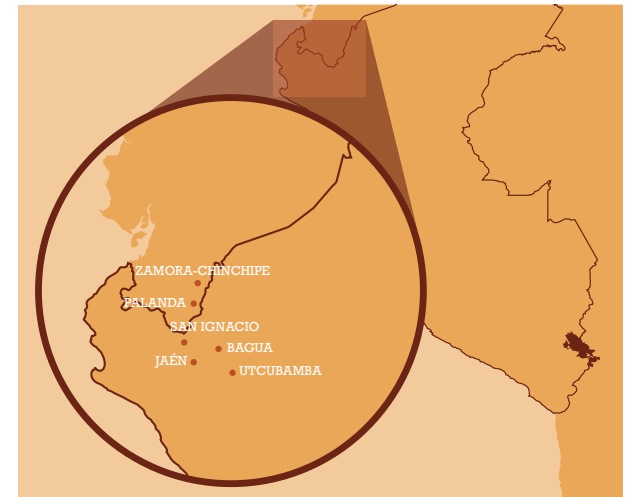 ZAMORA-CHINCHIPE
PALANDA
SAN IGNACIO
BAGUA
JAÉN
UTCUBAMBA